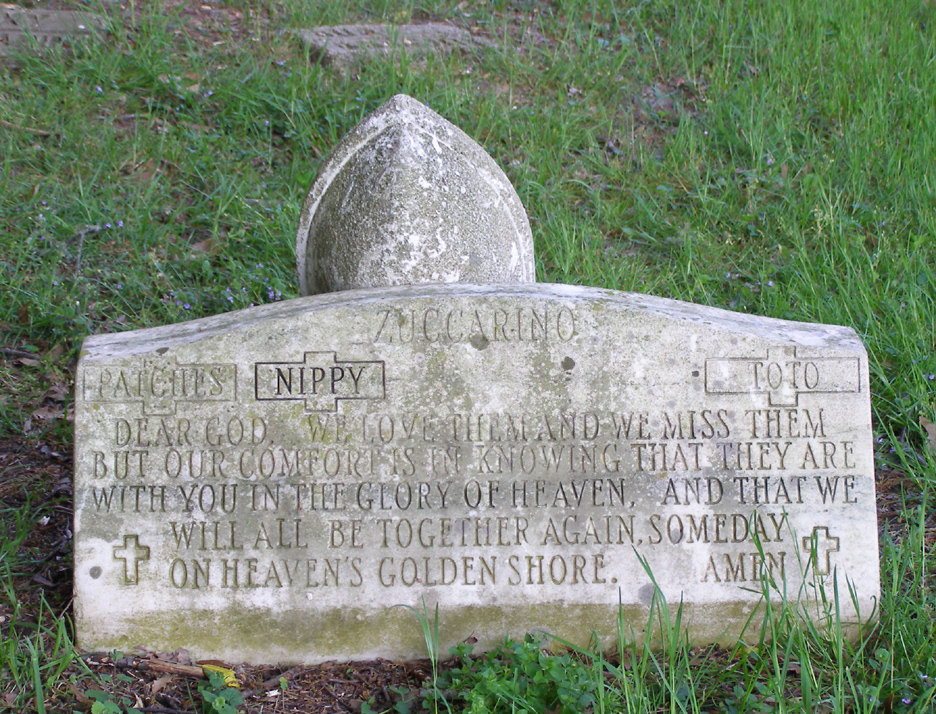 ZUCCARINO
PATCHES NIPPY TOTO
DEAR GOD. WE LOVE THEM AND WE MISS THEM
BUT OUR COMFORT IS IN KNOWING THAT THEY ARE
WITH YOU IN THE GLORY OF HEAVEN, AND THAT WE
WILL ALL BE TOGETHER AGAIN, SOMEDAY
ON HEAVEN'S GOLDEN SHORE. AMEN